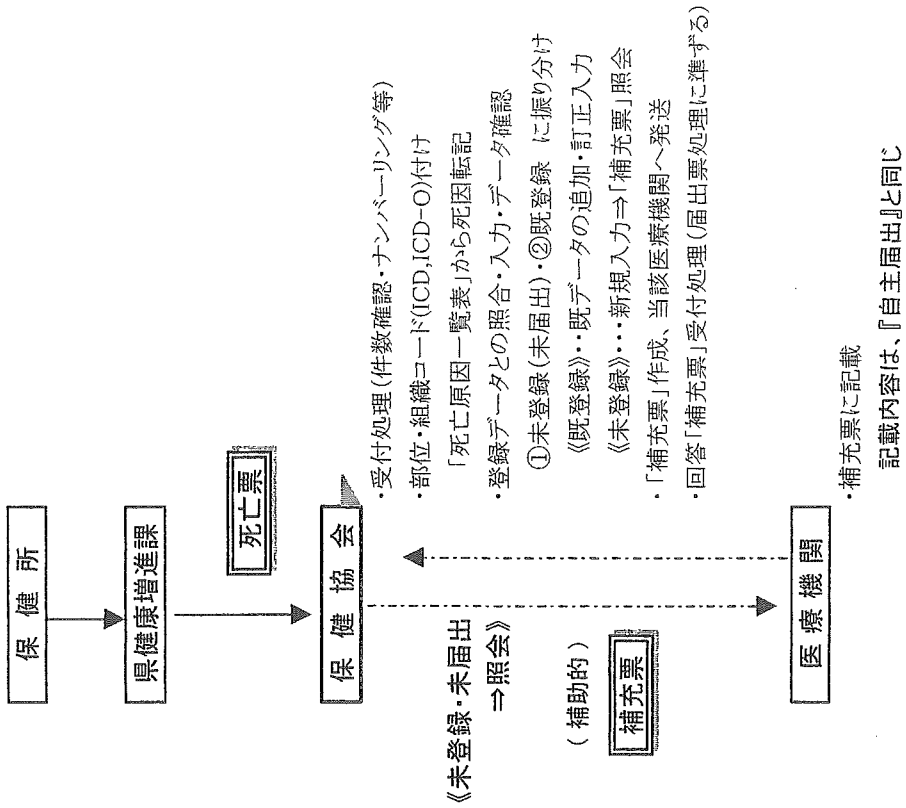 保健所
県健康増進課
死亡票
保健協会
・受付処理(件数確認・ナンバーリング等)
・部位・組織コード(ICD,ICD-O)付け
「死亡原因一覧表」から死因転記
・登録データとの照合・入力・データ確認
①未登録(未届出)・②既登録 に振り分け
《既登録》・・既データの追加・訂正入力
《未登録》・・・新規入力⇒「補充票」照会
・「補充票」作成、当該医療機関へ発送
・回答「補充票」受付処理(届出票処理に準ずる)
《未登録・未届出
⇒照会》
(補助的)
補充票
医療機関
・補充票に記載
記載内容は、『自主届出』と同じ